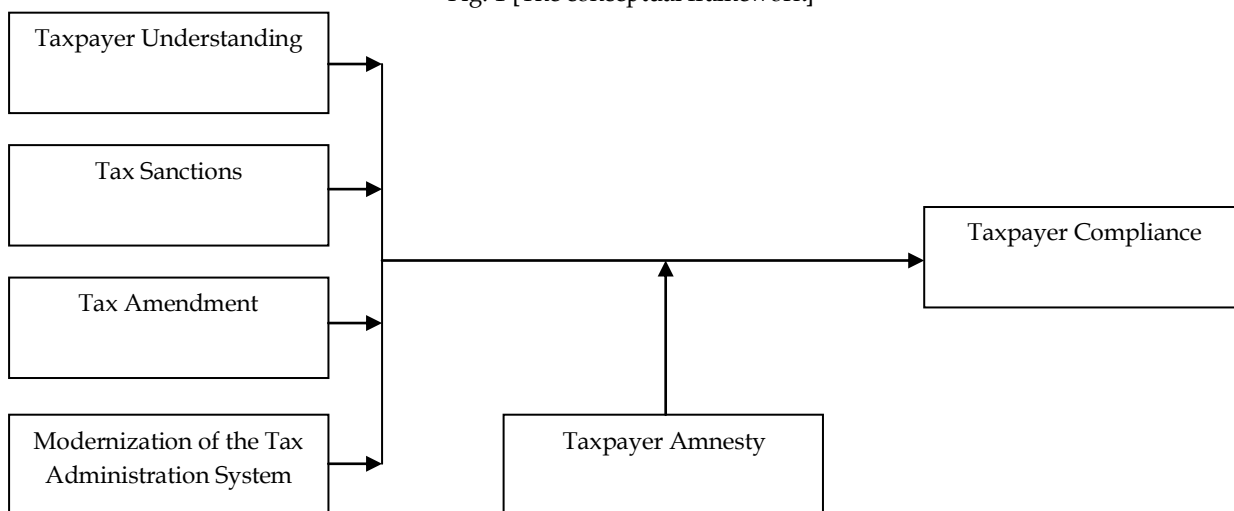 Taxpayer Understanding
Tax Sanctions
Taxpayer Compliance
Tax Amendment
Modernization of the Tax
Administration System
Taxpayer Amnesty